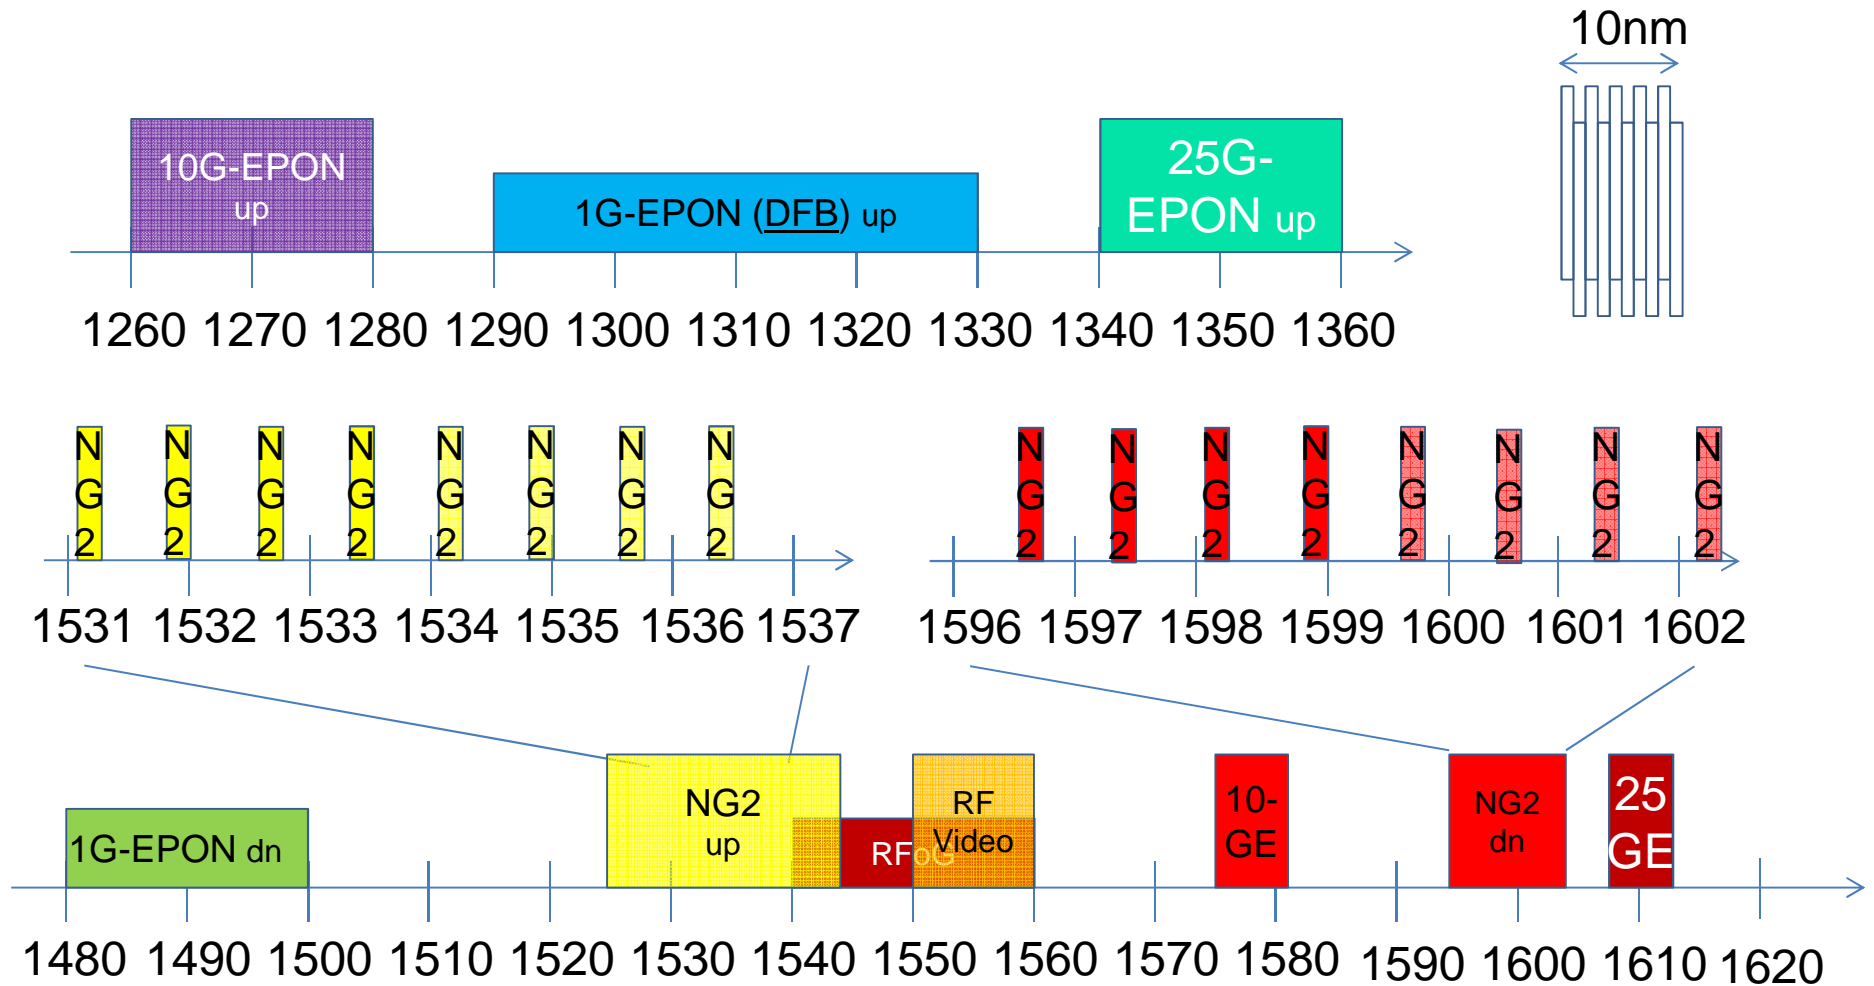 10nm
10G-EPON
up
1G-EPON (DFB) up
25G-
EPON up
1260 1270 1280 1290 1300 1310 1320 1330 1340 1350 1360
N N N N N N N N
G G G G G G G G
2 2 2 2 2 2 2 2
1531 1532 1533 1534 1535 1536 1537
N N N N N N N N
G G G G G G G G
2 2 2 2 2 2 2 2
1596 1597 1598 1599 1600 1601 1602
1G-EPON dn
NG2
up
RFoG
RF
Video
10-
GE
NG2
dn
25
GE
1480 1490 1500 1510 1520 1530 1540 1550 1560 1570 1580 1590 1600 1610 1620